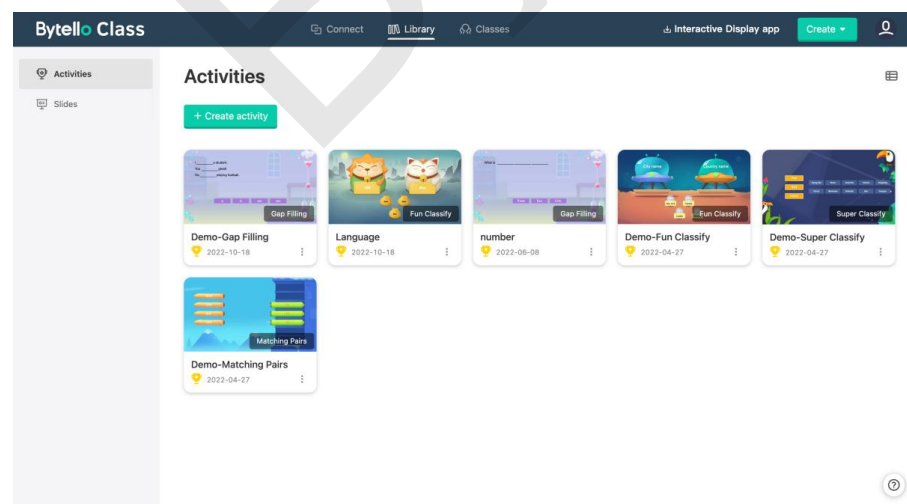 Bytello Class
Connect
Library
Classes
Interactive Display app
Create
Activities
Slides
Activities
+ Create activity
Gap Filling
Demo-Gap Filling
2022-10-18
Fun Classify
Language
2022-10-18
Gap Filling
number
2022-06-08
Fun Classify
Demo-Fun Classify
2022-04-27
Super Classify
Demo-Super Classify
2022-04-27
Matching Pairs
Demo-Matching Pairs
2022-04-27